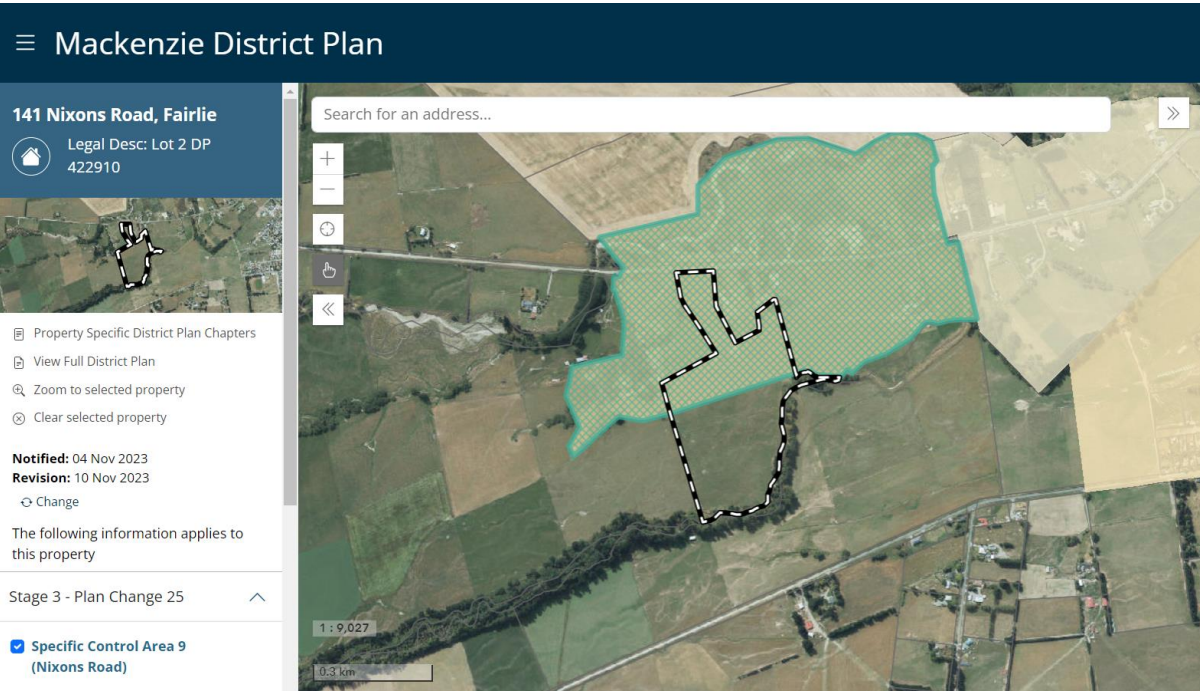 Mackenzie District Plan
141 Nixons Road, Fairlie
Legal Desc: Lot 2 DP
422910
Property Specific District Plan Chapters
View Full District Plan
Zoom to selected property
Clear selected property
Notified: 04 Nov 2023
Revision: 10 Nov 2023
Change
The following information applies to
this property
Stage 3 - Plan Change 25
Specific Control Area 9
(Nixons Road)
Search for an address...
1 : 9,027
0.3 km